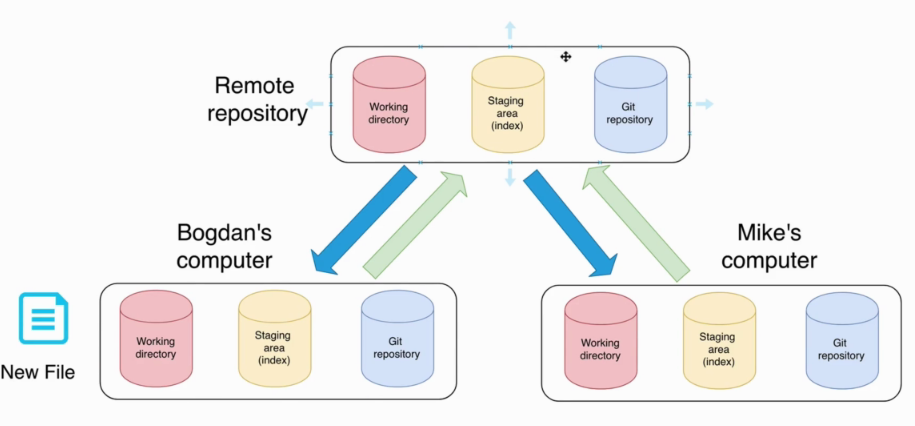 Remote
repository
Working
directory
Staging
area
(index)
Git
repository
Bogdan's
computer
Mike's
computer
New File
Working
directory
Staging
area
(index)
Git
repository
Working
directory
Staging
area
(index)
Git
repository